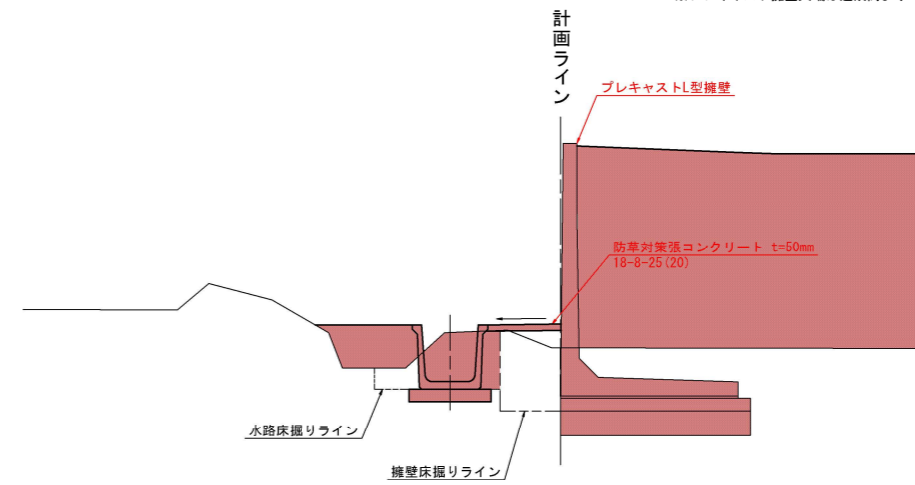 計画ライン
プレキャストL型擁壁
防草対策張コンクリート t=50mm
18-8-25(20)
水路床掘りライン
擁壁床掘りライン